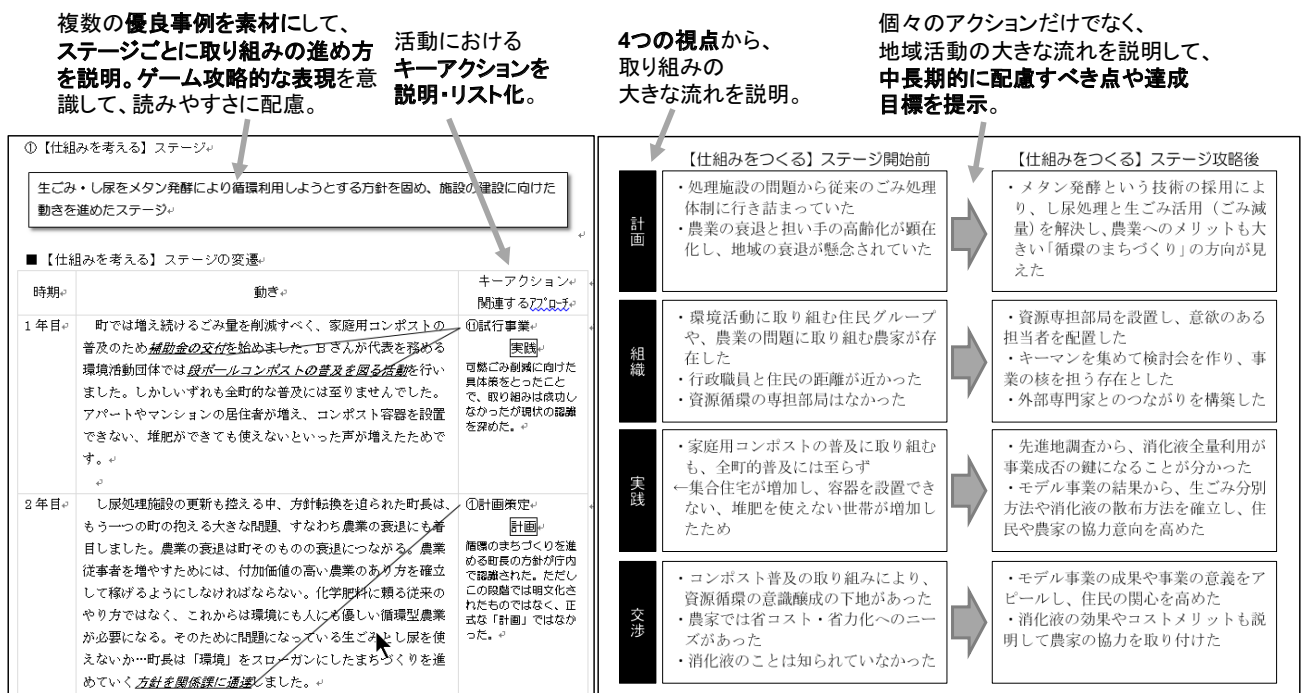 複数の優良事例を素材にして、
ステージごとに取り組みの進め方
を説明。ゲーム攻略的な表現を意
識して、読みやすさに配慮。
活動における
キーアクションを
説明・リスト化。
4つの視点から、
取り組みの
大きな流れを説明。
個々のアクションだけでなく、
地域活動の大きな流れを説明して、
中長期的に配慮すべき点や達成
目標を提示。
①【仕組みを考える】ステージ
生ごみ・し尿をメタン発酵により循環利用しようとする方針を固め、施設の建設に向けた
動きを進めたステージ
■【仕組みを考える】ステージの変遷
時期
動き
キーアクション
関連するｱﾌﾟﾛｰﾁ
1年目
町では増え続けるごみ量を削減すべく、家庭用コンポストの
普及のため補助金の交付を始めました。Bさんが代表を務める
環境活動団体では段ボールコンポストの普及を図る活動を行い
ました。しかしいずれも全町的な普及には至りませんでした。
アパートやマンションの居住者が増え、コンポスト容器を設置
できない、堆肥ができても使えないといった声が増えたためで
す。
⑪試行事業
実践
可燃ごみ削減に向けた
具体策をとったこと
で、取り組みは成功し
なかったが現状の認識
を深めた。
2年目
し尿処理施設の更新も控える中、方針転換を迫られた町長は、
もう一つの町の抱える大きな問題、すなわち農業の衰退にも着
目しました。農業の衰退は町そのものの衰退につながる。農業
従事者を増やすためには、付加価値の高い農業のあり方を確立
して稼げるようにしなければならない。化学肥料に頼る従来の
やり方ではなく、これからは環境にも人にも優しい循環型農業
が必要になる。そのために問題になっている生ごみとし尿を使
えないか…町長は「環境」をスローガンにしたまちづくりを進
めていく方針を関係課に通達しました。
①計画策定
計画
循環のまちづくりを進
める町長の方針が庁内
で認識された。ただし
この段階では明文化さ
れたものではなく、正
式な「計画」ではなか
った。
【仕組みをつくる】ステージ開始前
【仕組みをつくる】ステージ攻略後
計画
・処理施設の問題から従来のごみ処理
体制に行き詰まっていた
・農業の衰退と担い手の高齢化が顕在
化し、地域の衰退が懸念されていた
・メタン発酵という技術の採用によ
り、し尿処理と生ごみ活用（ごみ減
量）を解決し、農業へのメリットも大
きい「循環のまちづくり」の方向が見
えた
組織
・環境活動に取り組む住民グループ
や、農業の問題に取り組む農家が存
在した
・行政職員と住民の距離が近かった
・資源循環の専担部局はなかった
・資源専担部局を設置し、意欲のある
担当者を配置した
・キーマンを集めて検討会を作り、事
業の核を担う存在とした
・外部専門家とのつながりを構築した
実践
・家庭用コンポストの普及に取り組む
も、全町的普及には至らず
←集合住宅が増加し、容器を設置でき
ない、堆肥を使えない世帯が増加し
たため
・先進地調査から、消化液全量利用が
事業成否の鍵になることが分かった
・モデル事業の結果から、生ごみ分別
方法や消化液の散布方法を確立し、住
民や農家の協力意向を高めた
交渉
・コンポスト普及の取り組みにより、
資源循環の意識醸成の下地があった
・農家では省コスト・省力化へのニー
ズがあった
・消化液のことは知られていなかった
・モデル事業の成果や事業の意義をア
ピールし、住民の関心を高めた
・消化液の効果やコストメリットも説
明して農家の協力を取り付けた